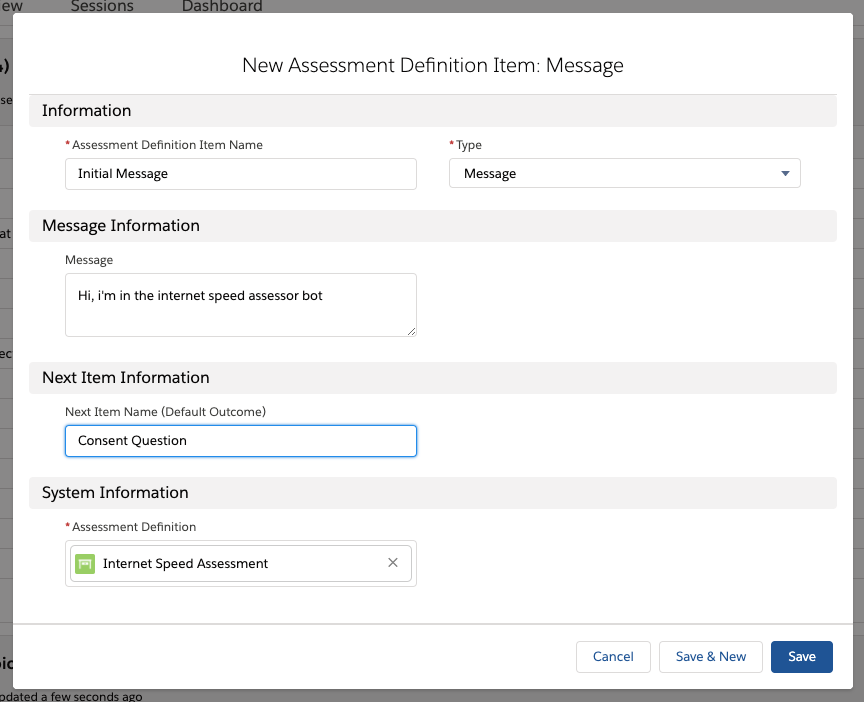 Sessions Dashboard
New Assessment Definition Item: Message
Information
*Assessment Definition Item Name
*Type
Initial Message
Message
Message Information
Message
Hi, i'm in the internet speed assessor bot
Next Item Information
Next Item Name (Default Outcome)
Consent Question
System Information
*Assessment Definition
Internet Speed Assessment
Cancel
Save & New
Save
a few seconds ago